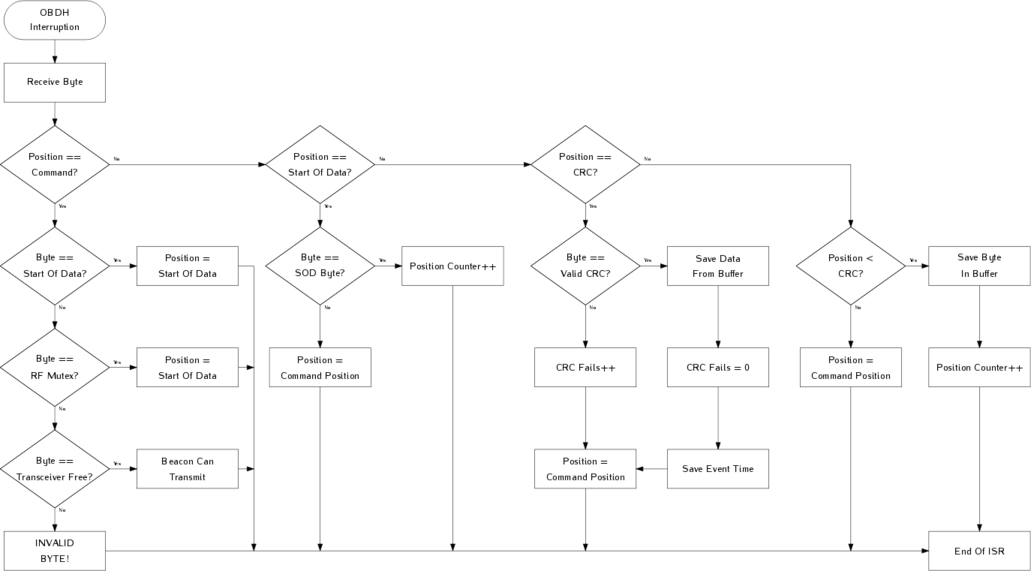 OBDH
Interruption
Receive Byte
Position ==
Command?
No
Yes
Position ==
Start Of Data?
No
Yes
Position ==
CRC?
No
Yes
Byte ==
Start Of Data?
Yes
No
Position =
Start Of Data
Byte ==
SOD Byte?
Yes
No
Position Counter++
Byte ==
Valid CRC?
Yes
No
Save Data
From Buffer
Position <
CRC?
Yes
No
Save Byte
In Buffer
Byte ==
RF Mutex?
Yes
No
Position =
Start Of Data
Position =
Command Position
CRC Fails++
CRC Fails = 0
Position =
Command Position
Position Counter++
Byte ==
Transceiver Free?
Yes
No
Beacon Can
Transmit
Position =
Command Position
Save Event Time
INVALID
BYTE!
End Of ISR